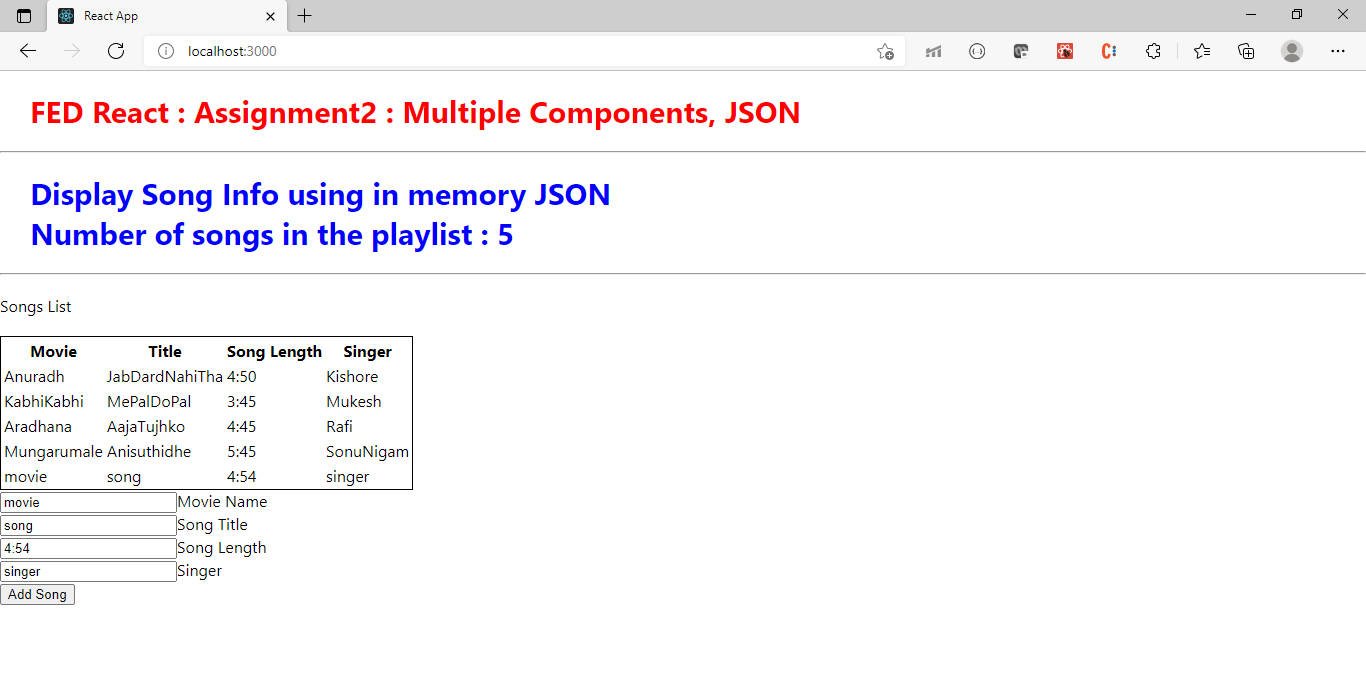 React App
localhost:3000
FED React : Assignment2 : Multiple Components, JSON
Display Song Info using in memory JSON
Number of songs in the playlist : 5
Songs List
Movie Title Song Length Singer
Anuradh JabDardNahiTha 4:50 Kishore
KabhiKabhi MePalDoPal 3:45 Mukesh
Aradhana AajaTujhko 4:45 Rafi
Mungarumale Anisuthidhe 5:45 SonuNigam
movie song 4:54 singer
movie Movie Name
song Song Title
4:54 Song Length
singer Singer
Add Song